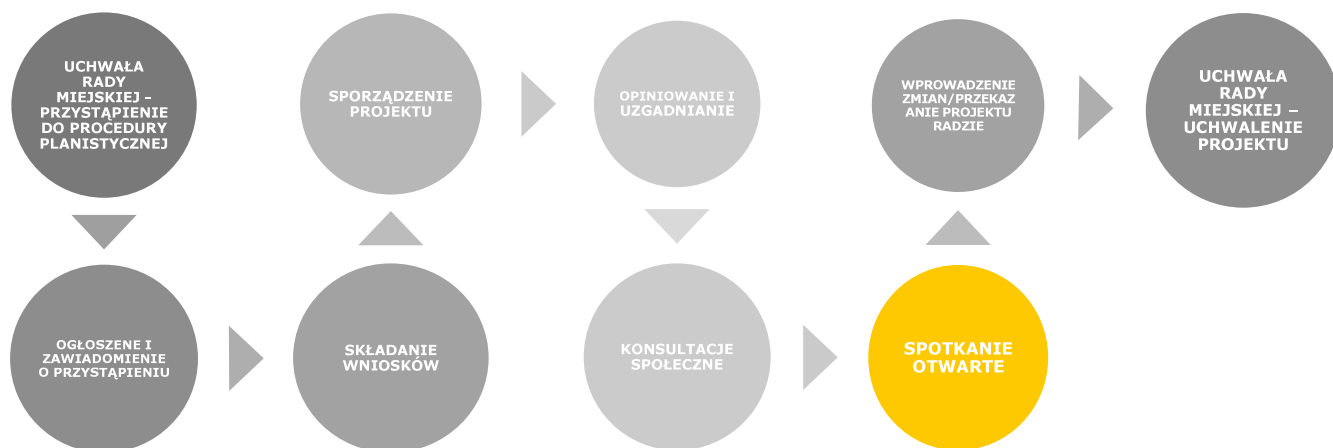 UCHWAŁA
RADY
MIEJSKIEJ –
PRZYSTĄPIENIE
DO PROCEDURY
PLANISTYCZNEJ
OGŁOSZENE I
ZAWIADOMIENIE
O PRZYSTĄPIENIU
SKŁADANIE
WNIOSKÓW
SPORZĄDZENIE
PROJEKTU
OPINIOWANIE I
UZGADNIANIE
KONSULTACJE
SPOŁECZNE
SPOTKANIE
OTWARTE
WPROWADZENIE
ZMIAN/PRZEKAZ
ANIE PROJEKTU
RADZIE
UCHWAŁA
RADY
MIEJSKIEJ –
UCHWALENIE
PROJEKTU